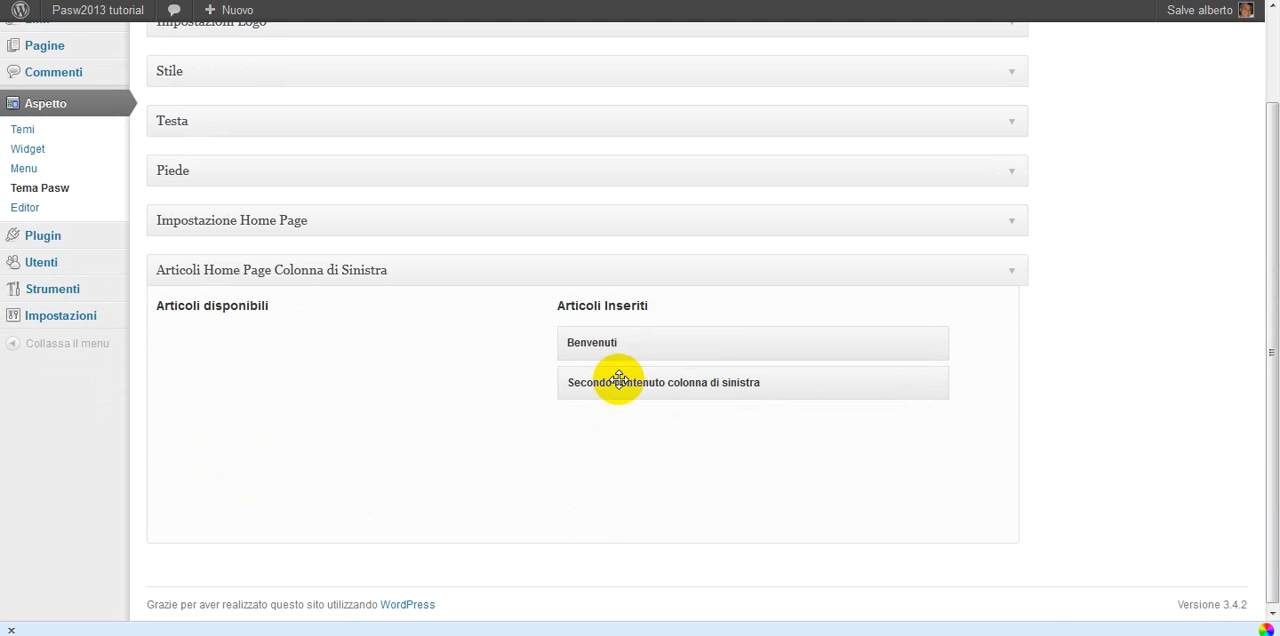 Pasw2013 tutorial
Nuovo
Salve alberto
Impostazioni Logo
Pagine
Commenti
Aspetto
Temi
Widget
Menu
Tema Pasw
Editor
Plugin
Utenti
Strumenti
Impostazioni
Collassa il menu
Stile
Testa
Piede
Impostazione Home Page
Articoli Home Page Colonna di Sinistra
Articoli disponibili
Articoli Inseriti
Benvenuti
Secondo contenuto colonna di sinistra
Grazie per aver realizzato questo sito utilizzando WordPress
Versione 3.4.2